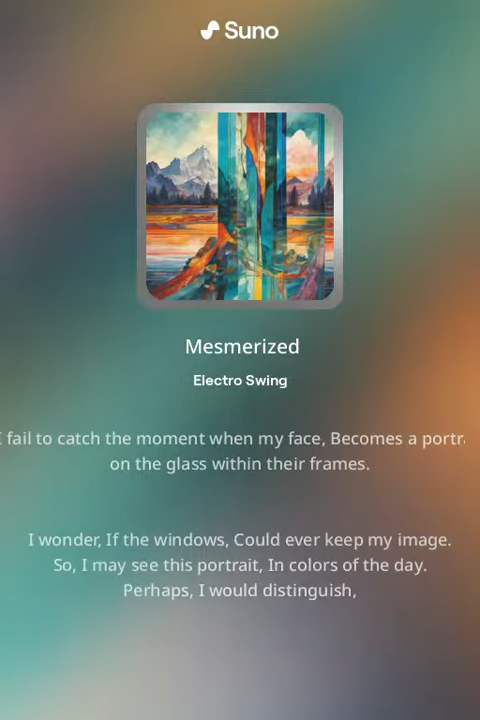 Suno
Mesmerized
Electro Swing
I fail to catch the moment when my face, Becomes a
on the glass within their frames.
I wonder, If the windows, Could ever keep my image.
So, I may see this portrait, In colors of the day.
Perhaps, I would distinguish,